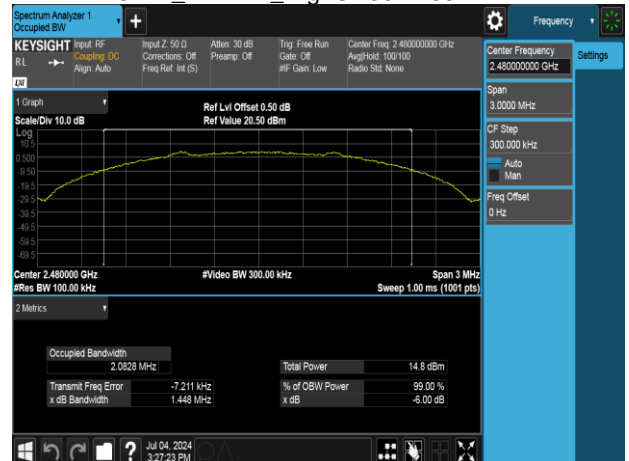 Spectrum Analyzer 1
Occupied BW
+
Frequency
KEYSIGHT
RL
Input: RF
Coupling: DC
Align: Auto
Input Z: 50 Ω
Corrections: Off
Freq Ref: Int (S)
Atten: 30 dB
Preamp: Off
Trig: Free Run
Gate: Off
#IF Gain: Low
Center Freq: 2.480000000 GHz
Avg|Hold: 100/100
Radio Std: None
Center Frequency
2.480000000 GHz
Settings
Span
3.0000 MHz
CF Step
300.000 kHz
Auto
Man
Freq Offset
0 Hz
1 Graph
Scale/Div 10.0 dB
Ref Lvl Offset 0.50 dB
Ref Value 20.50 dBm
Log
10.5
0.500
-9.50
-19.5
-29.5
-39.5
-49.5
-59.5
-69.5
Center 2.480000 GHz
#Res BW 100.00 kHz
#Video BW 300.00 kHz
Span 3 MHz
Sweep 1.00 ms (1001 pts)
2 Metrics
Occupied Bandwidth
2.0828 MHz
Total Power 14.8 dBm
Transmit Freq Error -7.211 kHz
% of OBW Power 99.00 %
x dB Bandwidth 1.448 MHz
x dB -6.00 dB
?
Jul 04, 2024
3:27:23 PM